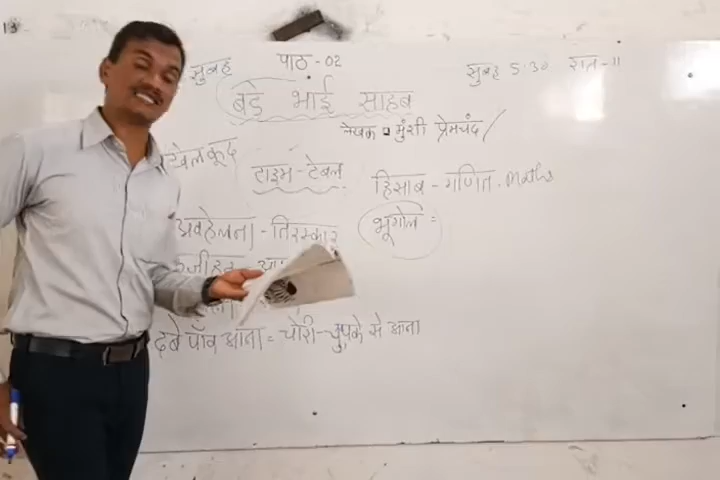 सुबह पाठ - 02 सुबह 5:30 रात - 11
बड़े भाई साहब
लेखक मुंशी प्रेमचंद
खेलकूद टाइम - टेबल हिसाब - गणित. maths
अवहेलना - तिरस्कार भूगोल =
दबे पाँव आना = चोरी - चुपके से आना